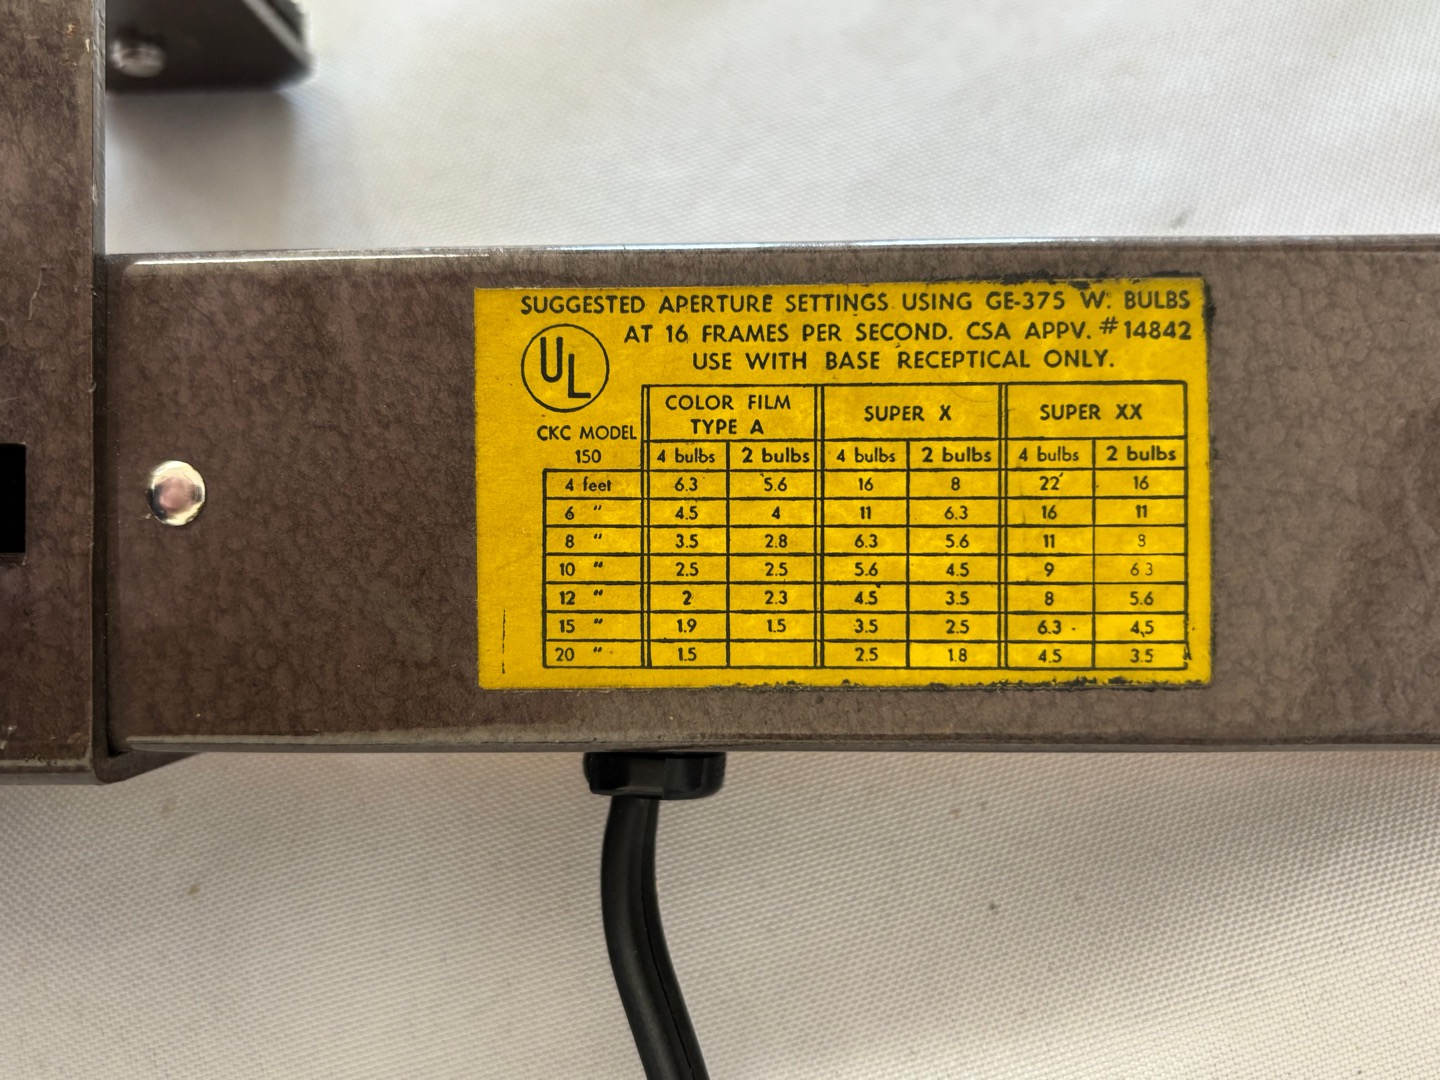 SUGGESTED APERTURE SETTINGS USING GE-375 W. BULBS
AT 16 FRAMES PER SECOND. CSA APPV. #14842
USE WITH BASE RECEPTICAL ONLY.
UL
CKC MODEL
150
COLOR FILM
TYPE A
SUPER X
SUPER XX
4 bulbs 2 bulbs 4 bulbs 2 bulbs 4 bulbs 2 bulbs
4 feet 6.3 5.6 16 8 22 16
6 " 4.5 4 11 6.3 16 11
8 " 3.5 2.8 6.3 5.6 11 8
10 " 2.5 2.5 5.6 4.5 9 6.3
12 " 2 2.3 4.5 3.5 8 5.6
15 " 1.9 1.5 3.5 2.5 6.3 4,5
20 " 1.5 2.5 1.8 4.5 3.5